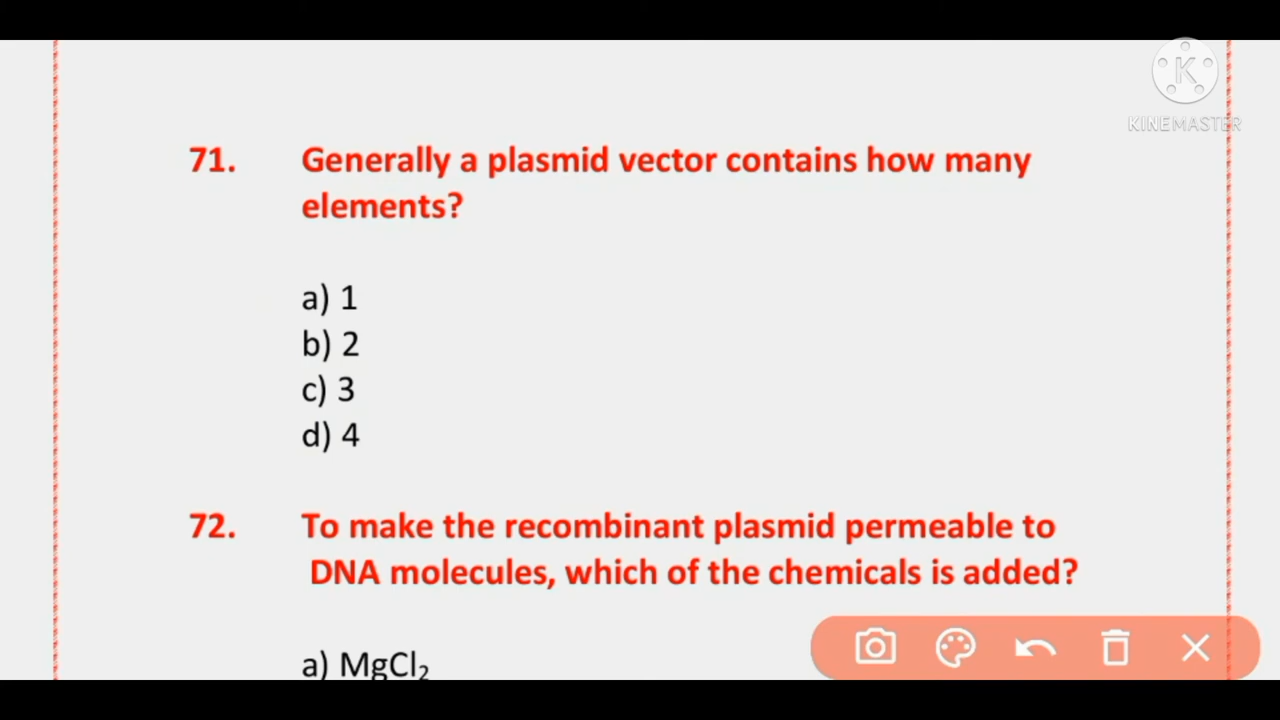 KINEMASTER
71. Generally a plasmid vector contains how many
elements?
a) 1
b) 2
c) 3
d) 4
72. To make the recombinant plasmid permeable to
DNA molecules, which of the chemicals is added?
a) MgCl₂